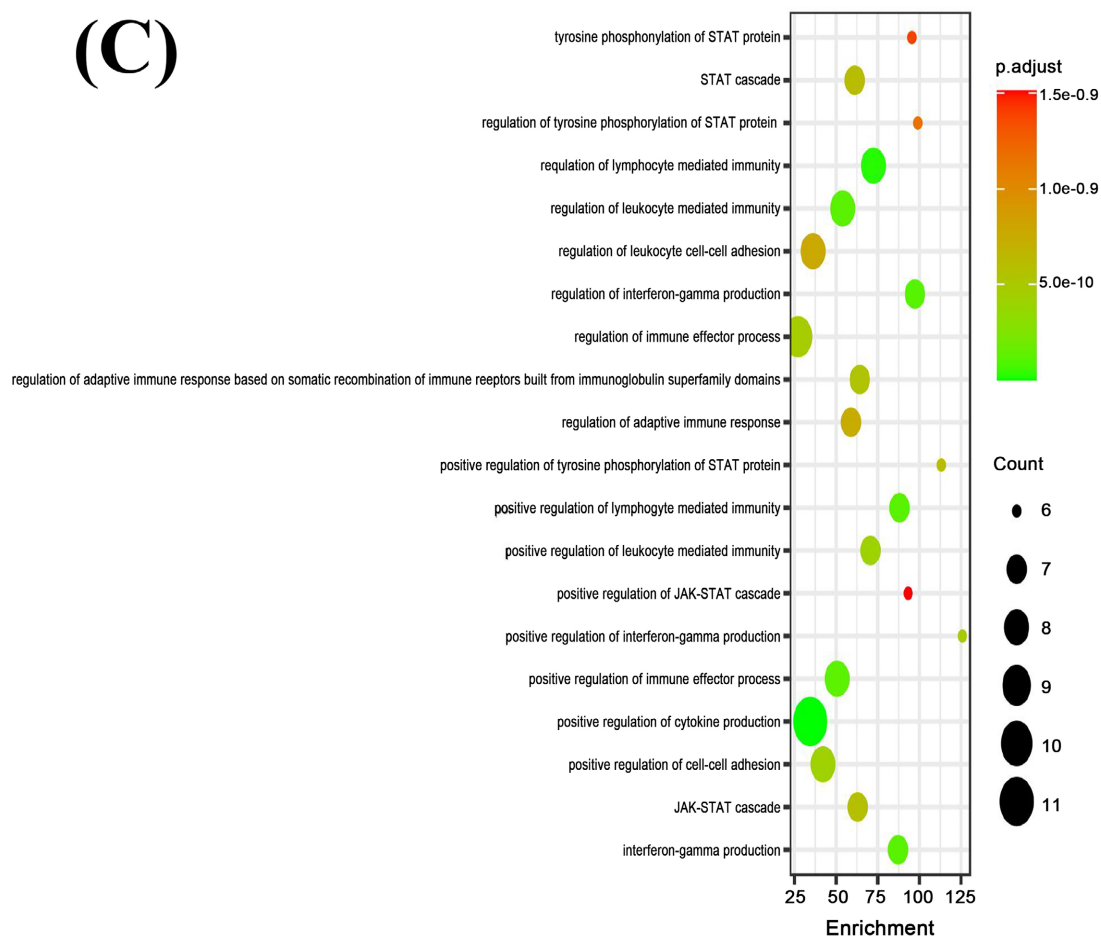 (C)
tyrosine phosphonylation of STAT protein
STAT cascade
regulation of tyrosine phosphorylation of STAT protein
requlation of lymphocyte mediated immunity
regulation of leukocyte mediated immunity
regulation of leukocyte cell-cell adhesion
regulation of interferon-gamma production
regulation of immune effector process
regulation of adaptive immune response based on somatic recombination of immune reeptors built from immunoglobulin superfamily domains
regulation of adaptive immune response
positive regulation of tyrosine phosphorylation of STAT protein
positive regulation of lymphogyte mediated immunity
positive regulation of leukocyte mediated immunity
positive regulation of JAK-STAT cascade
positive regulation of interferon-gamma production
positive regulation of immune effector process
positive regulation of cytokine production
positive regulation of cell-cell adhesion
JAK-STAT cascade
interferon-gamma production
25 50 75 100 125
Enrichment
p.adjust
1.5e-0.9
1.0e-0.9
5.0e-10
Count
6
7
8
9
10
11